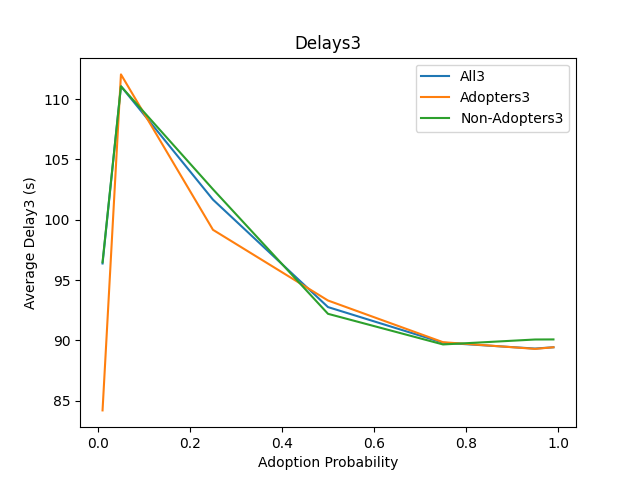 Delays3
All3
Adopters3
Non-Adopters3
Average Delay3 (s)
110
105
100
95
90
85
0.0 0.2 0.4 0.6 0.8 1.0
Adoption Probability